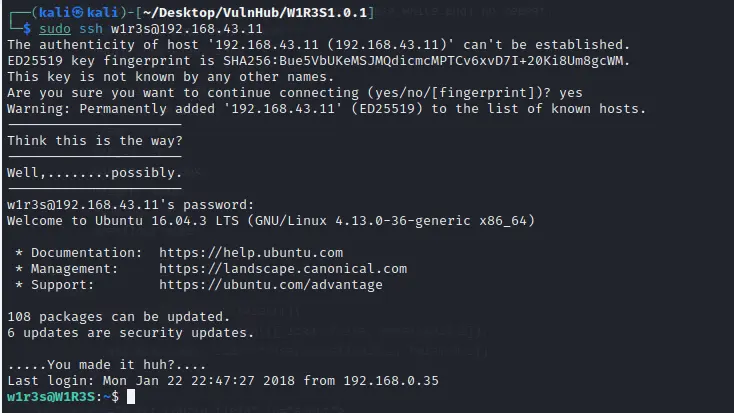 ┌──(kali㉿kali)-[~/Desktop/VulnHub/W1R3S1.0.1]
└─$ sudo ssh w1r3s@192.168.43.11
The authenticity of host '192.168.43.11 (192.168.43.11)' can't be established.
ED25519 key fingerprint is SHA256:Bue5VbUKeMSJMQdicmcMPTCv6xvD7I+20Ki8Um8gcWM.
This key is not known by any other names.
Are you sure you want to continue connecting (yes/no/[fingerprint])? yes
Warning: Permanently added '192.168.43.11' (ED25519) to the list of known hosts.
----------------------
Think this is the way?
----------------------
Well,........possibly.
----------------------
w1r3s@192.168.43.11's password:
Welcome to Ubuntu 16.04.3 LTS (GNU/Linux 4.13.0-36-generic x86_64)
* Documentation:  https://help.ubuntu.com
* Management:     https://landscape.canonical.com
* Support:        https://ubuntu.com/advantage
108 packages can be updated.
6 updates are security updates.
.....You made it huh?....
Last login: Mon Jan 22 22:47:27 2018 from 192.168.0.35
w1r3s@W1R3S:~$